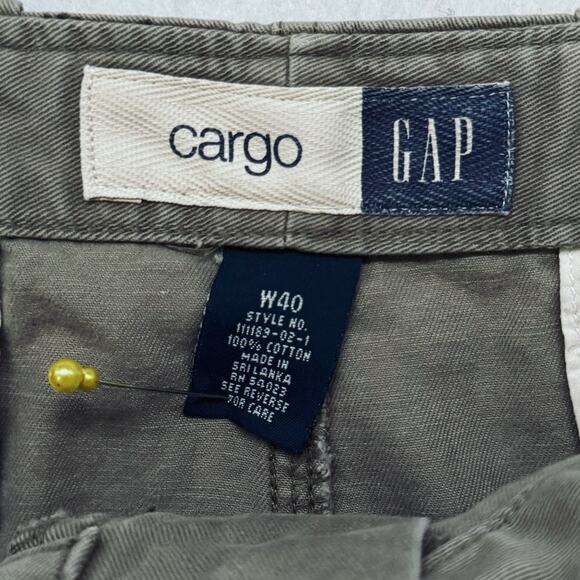 cargo GAP
W40
STYLE NO.
111189-02-1
100% COTTON
MADE IN
SRI LANKA
RN 54023
SEE REVERSE
FOR CARE